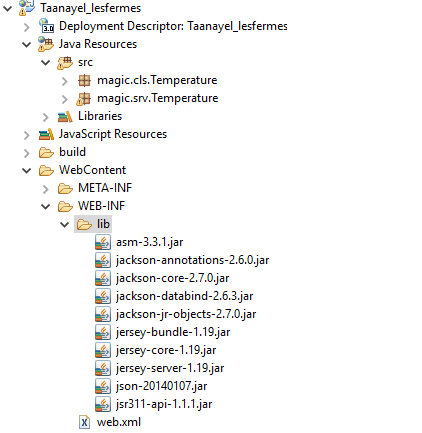 Taanayel_lesfermes
Deployment Descriptor: Taanayel_lesfermes
Java Resources
src
magic.cls.Temperature
magic.srv.Temperature
Libraries
JavaScript Resources
build
WebContent
META-INF
WEB-INF
lib
asm-3.3.1.jar
jackson-annotations-2.6.0.jar
jackson-core-2.7.0.jar
jackson-databind-2.6.3.jar
jackson-jr-objects-2.7.0.jar
jersey-bundle-1.19.jar
jersey-core-1.19.jar
jersey-server-1.19.jar
json-20140107.jar
jsr311-api-1.1.1.jar
web.xml